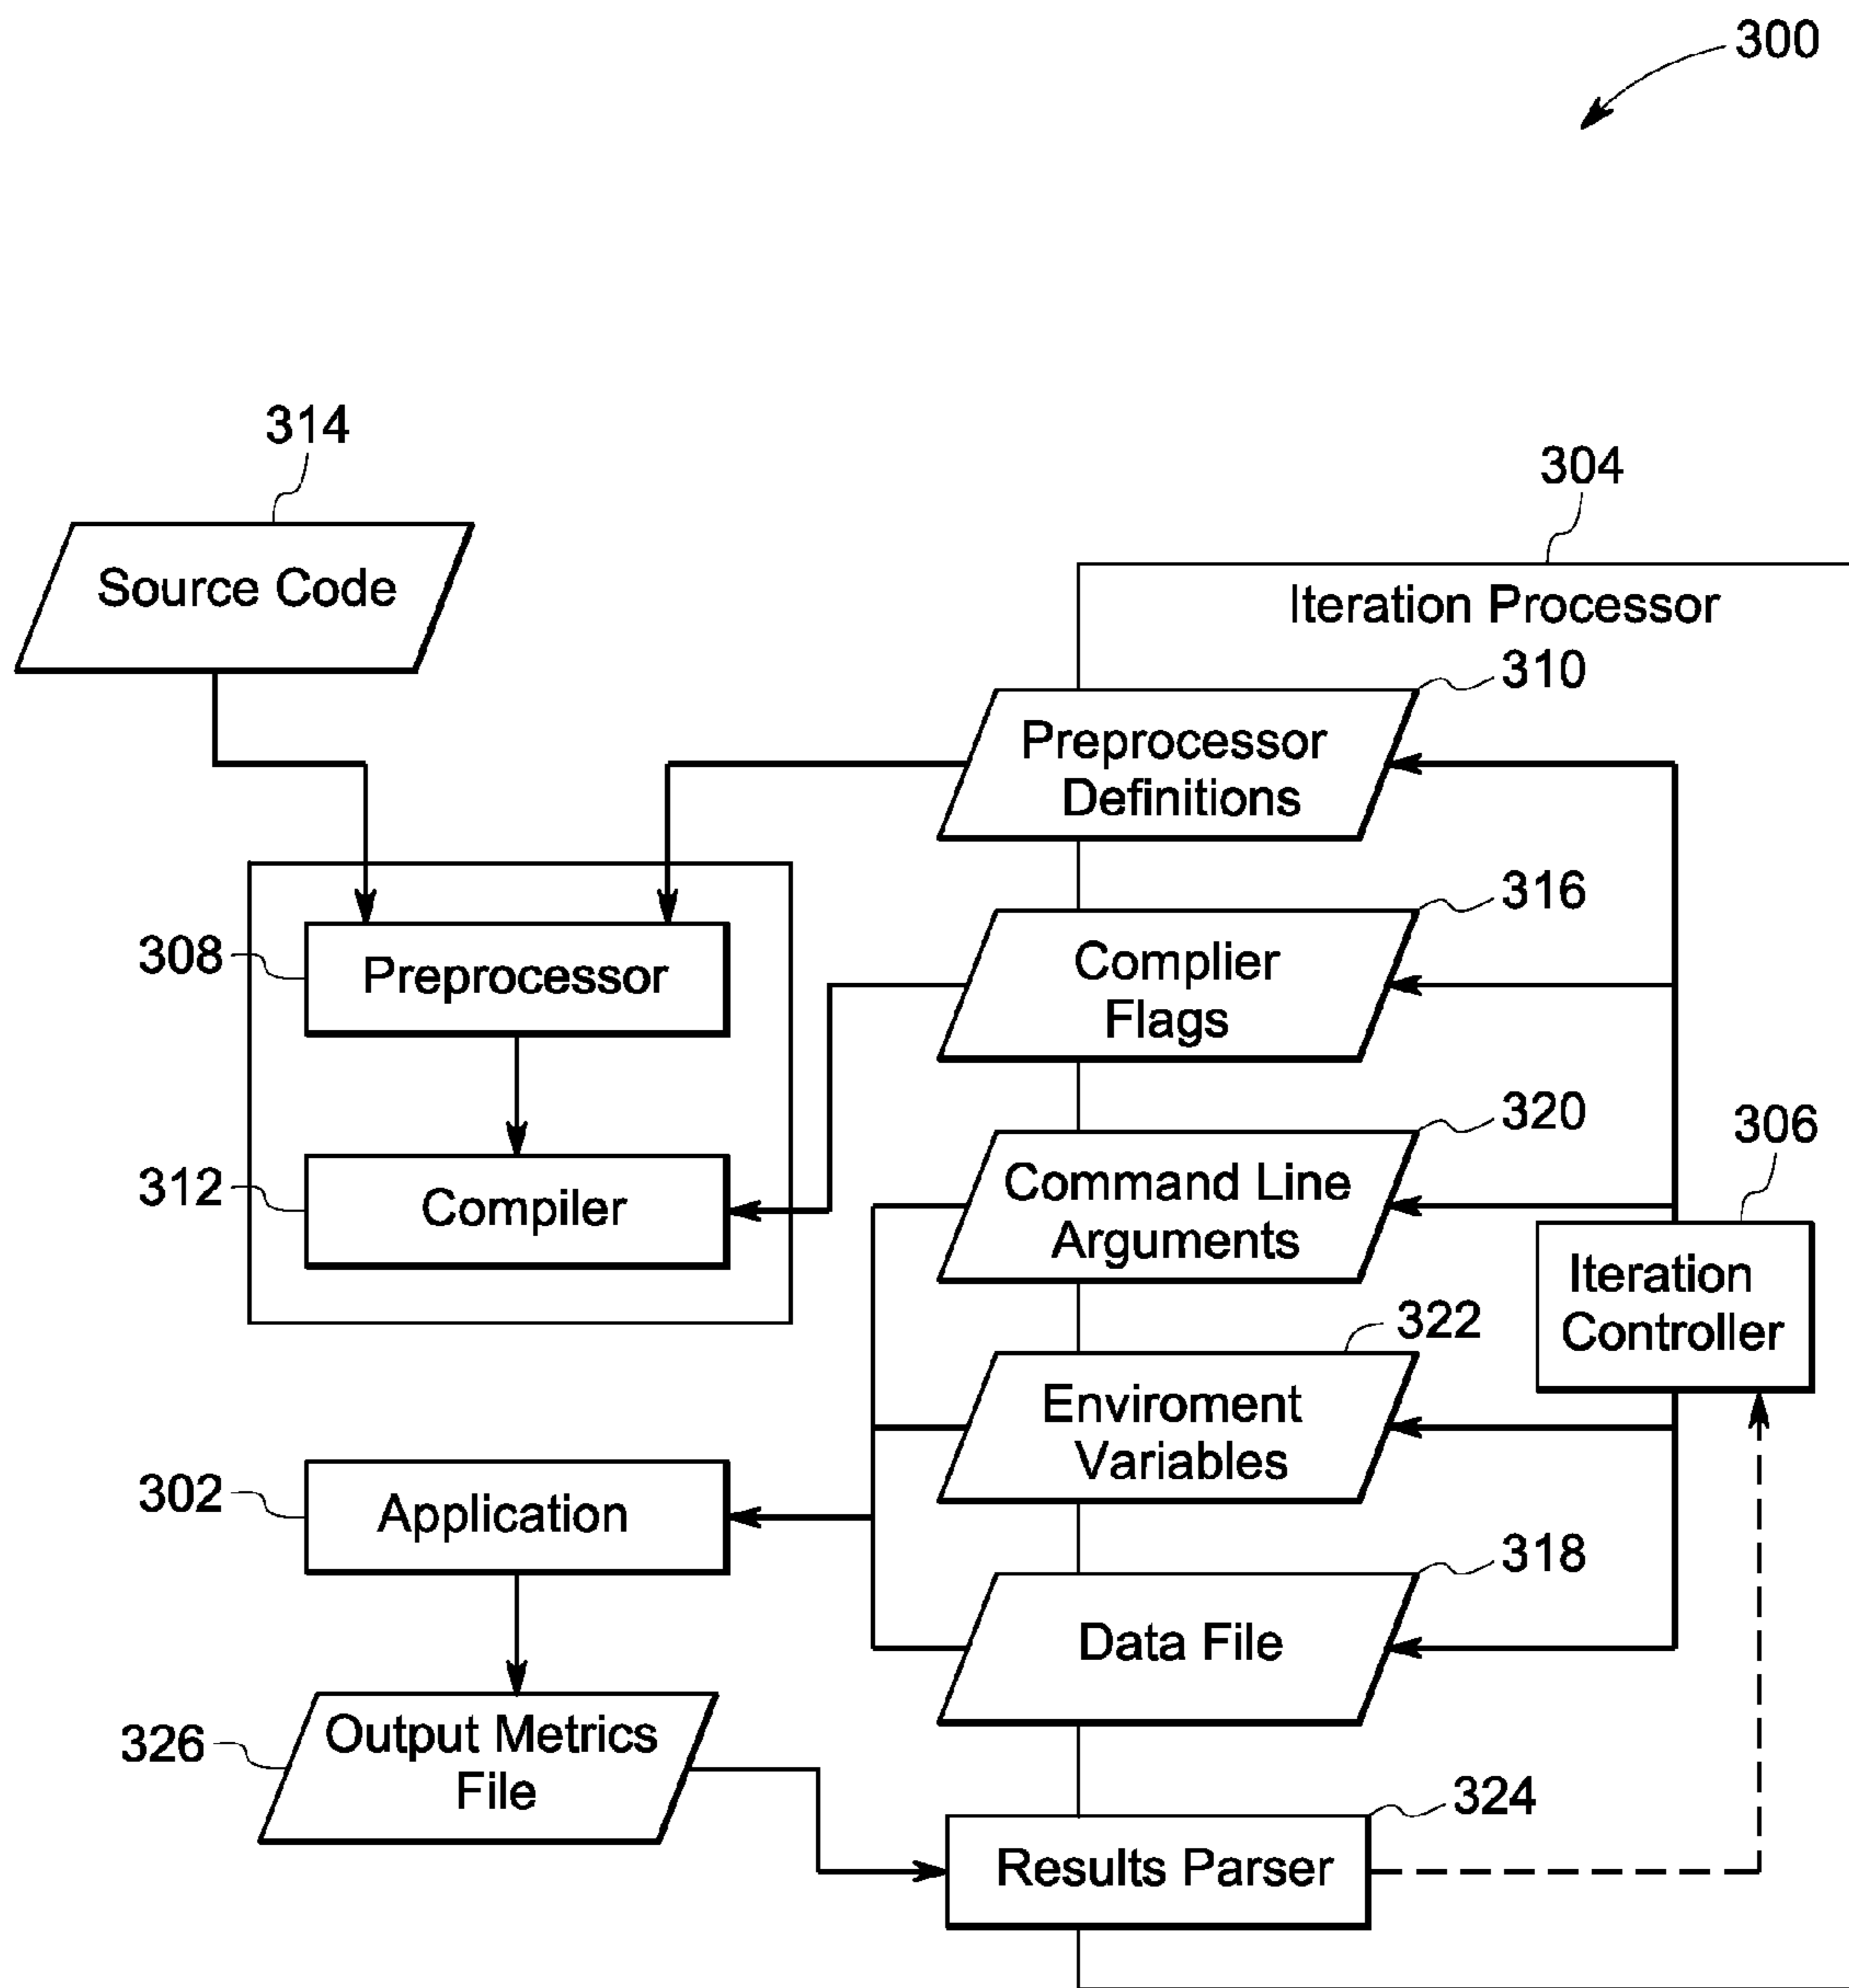 300
314
304
Source Code
Iteration Processor
310
Preprocessor
Definitions
316
308
Preprocessor
Complier
Flags
320
306
312
Compiler
Command Line
Arguments
Iteration
Controller
322
Enviroment
Variables
302
Application
318
Data File
326
Output Metrics
File
324
Results Parser